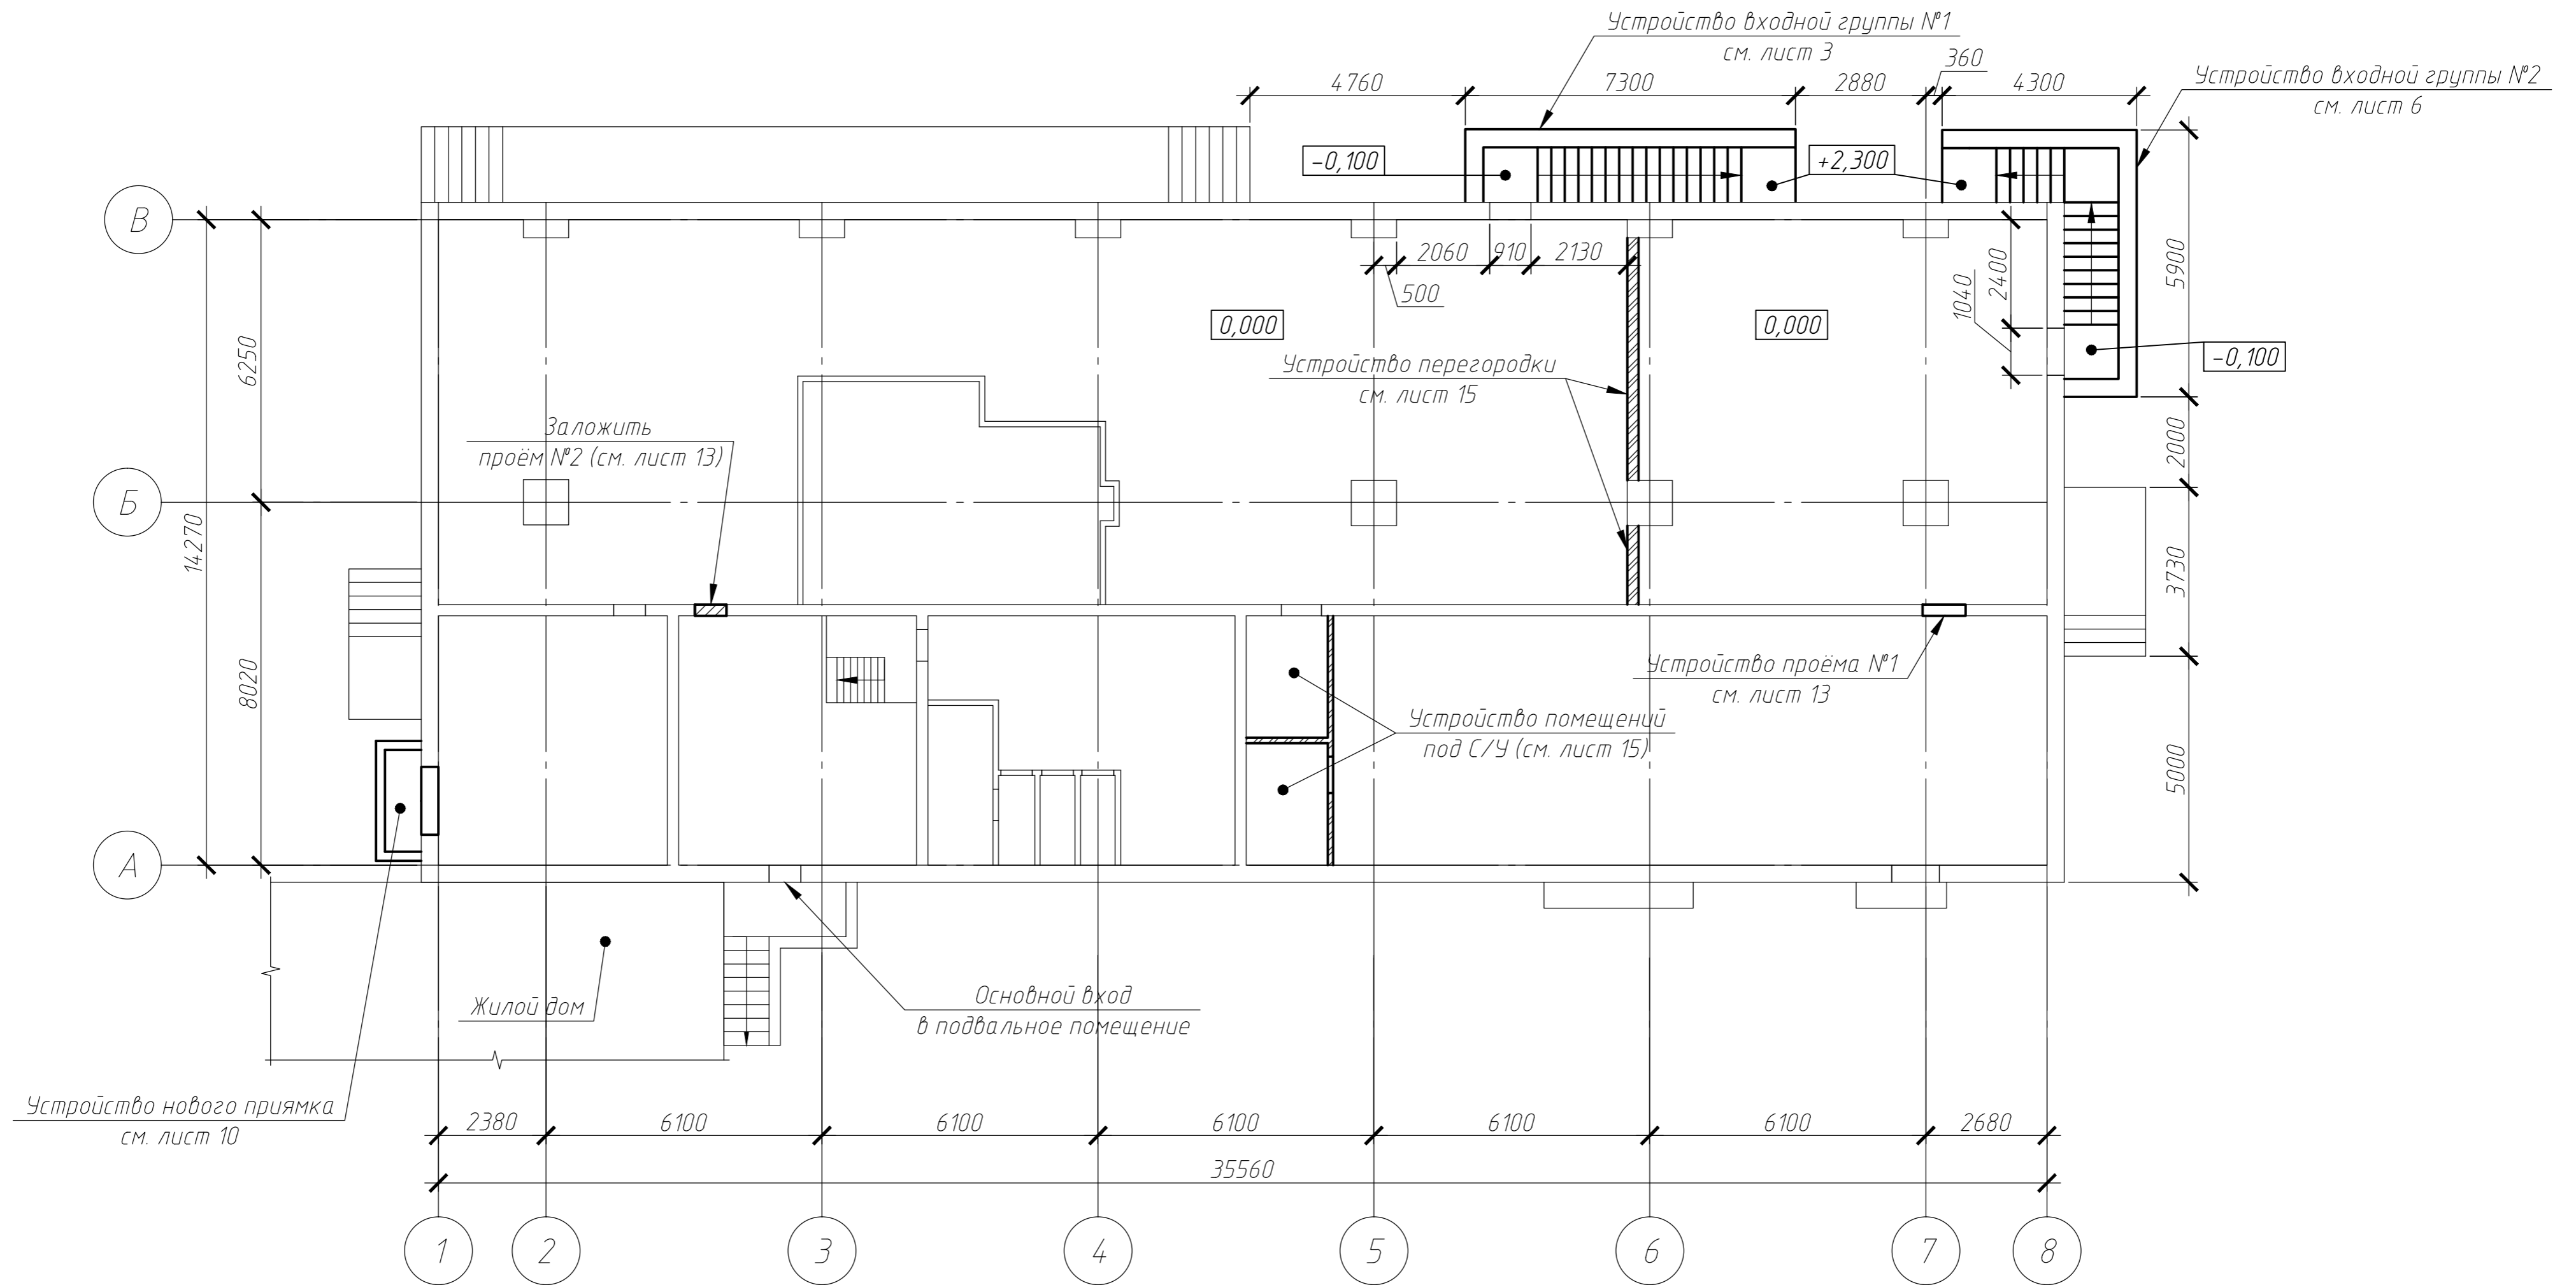 Устройство входной группы №1
см. лист 3
4760
7300
2880
360
4300
Устройство входной группы №2
см. лист 6
-0,100
+2,300
В
2060
910
2130
500
2400
1040
5900
0,000
0,000
-0,100
6250
14270
Устройство перегородки
см. лист 15
Заложить
проём №2 (см. лист 13)
2000
Б
3730
8020
Устройство проёма №1
см. лист 13
Устройство помещений
под С/У (см. лист 15)
5000
А
Жилой дом
Основной вход
в подвальное помещение
Устройство нового приямка
см. лист 10
2380
6100
6100
6100
6100
6100
2680
35560
1
2
3
4
5
6
7
8